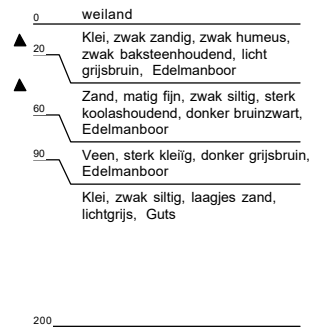 0 weiland
Klei, zwak zandig, zwak humeus,
20 zwak baksteenhoudend, licht
grijsbruin, Edelmanboor
Zand, matig fijn, zwak siltig, sterk
60 koolashoudend, donker bruinzwart,
Edelmanboor
90 Veen, sterk kleiïg, donker grijsbruin,
Edelmanboor
Klei, zwak siltig, laagjes zand,
lichtgrijs, Guts
200